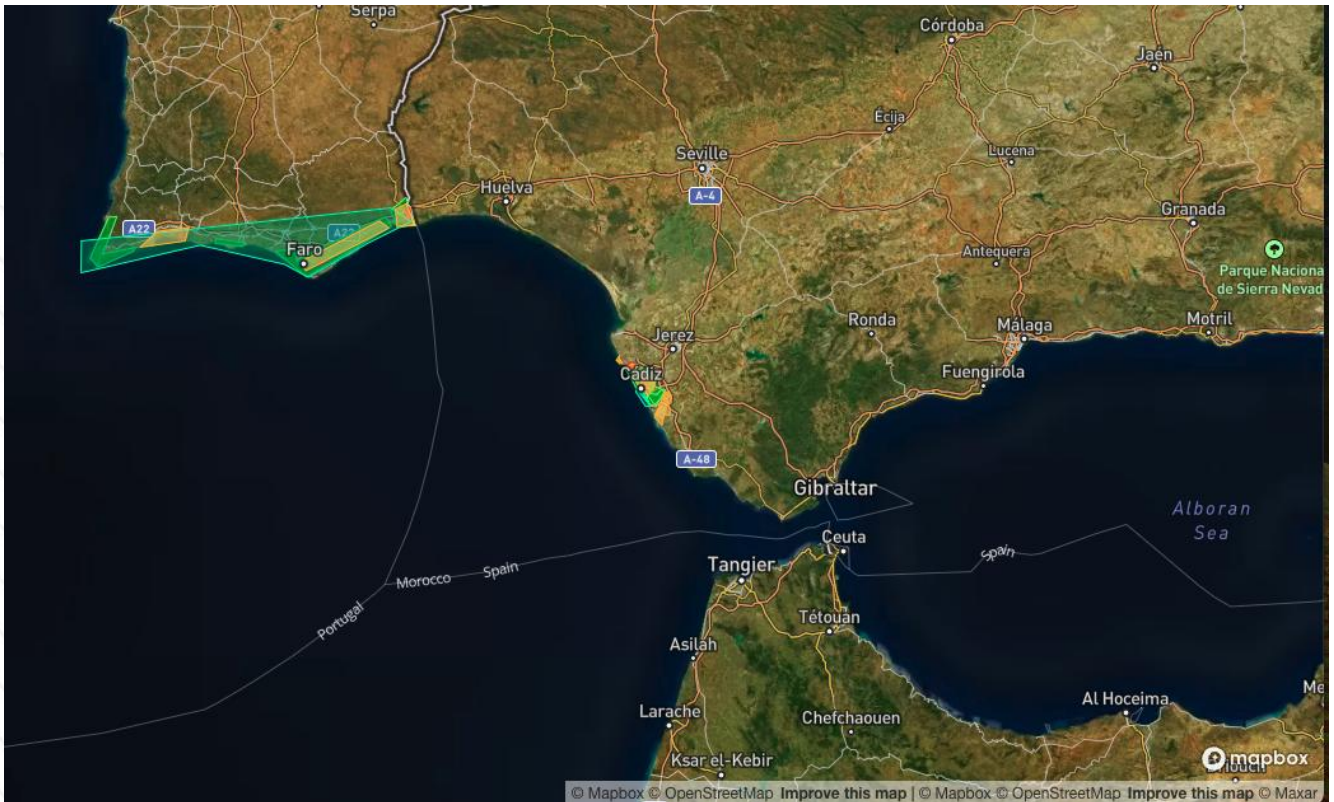 Serpa
Córdoba
Jaén
Écija
Seville
Lucena
A-4
Huelva
Granada
A22
A22
Faro
Antequera
Parque Naciona
de Sierra Nevad
Jerez
Ronda
Málaga
Motril
Cádiz
Fuengirola
A-48
Gibraltar
Alboran
Sea
Ceuta
Spain
Tangier
Morocco
Spain
Portugal
Tétouan
Asilah
Larache
Chefchaouen
Al Hoceima
Me
Ksar el-Kebir
mapbox
© Mapbox © OpenStreetMap Improve this map | © Mapbox © OpenStreetMap Improve this map © Maxar